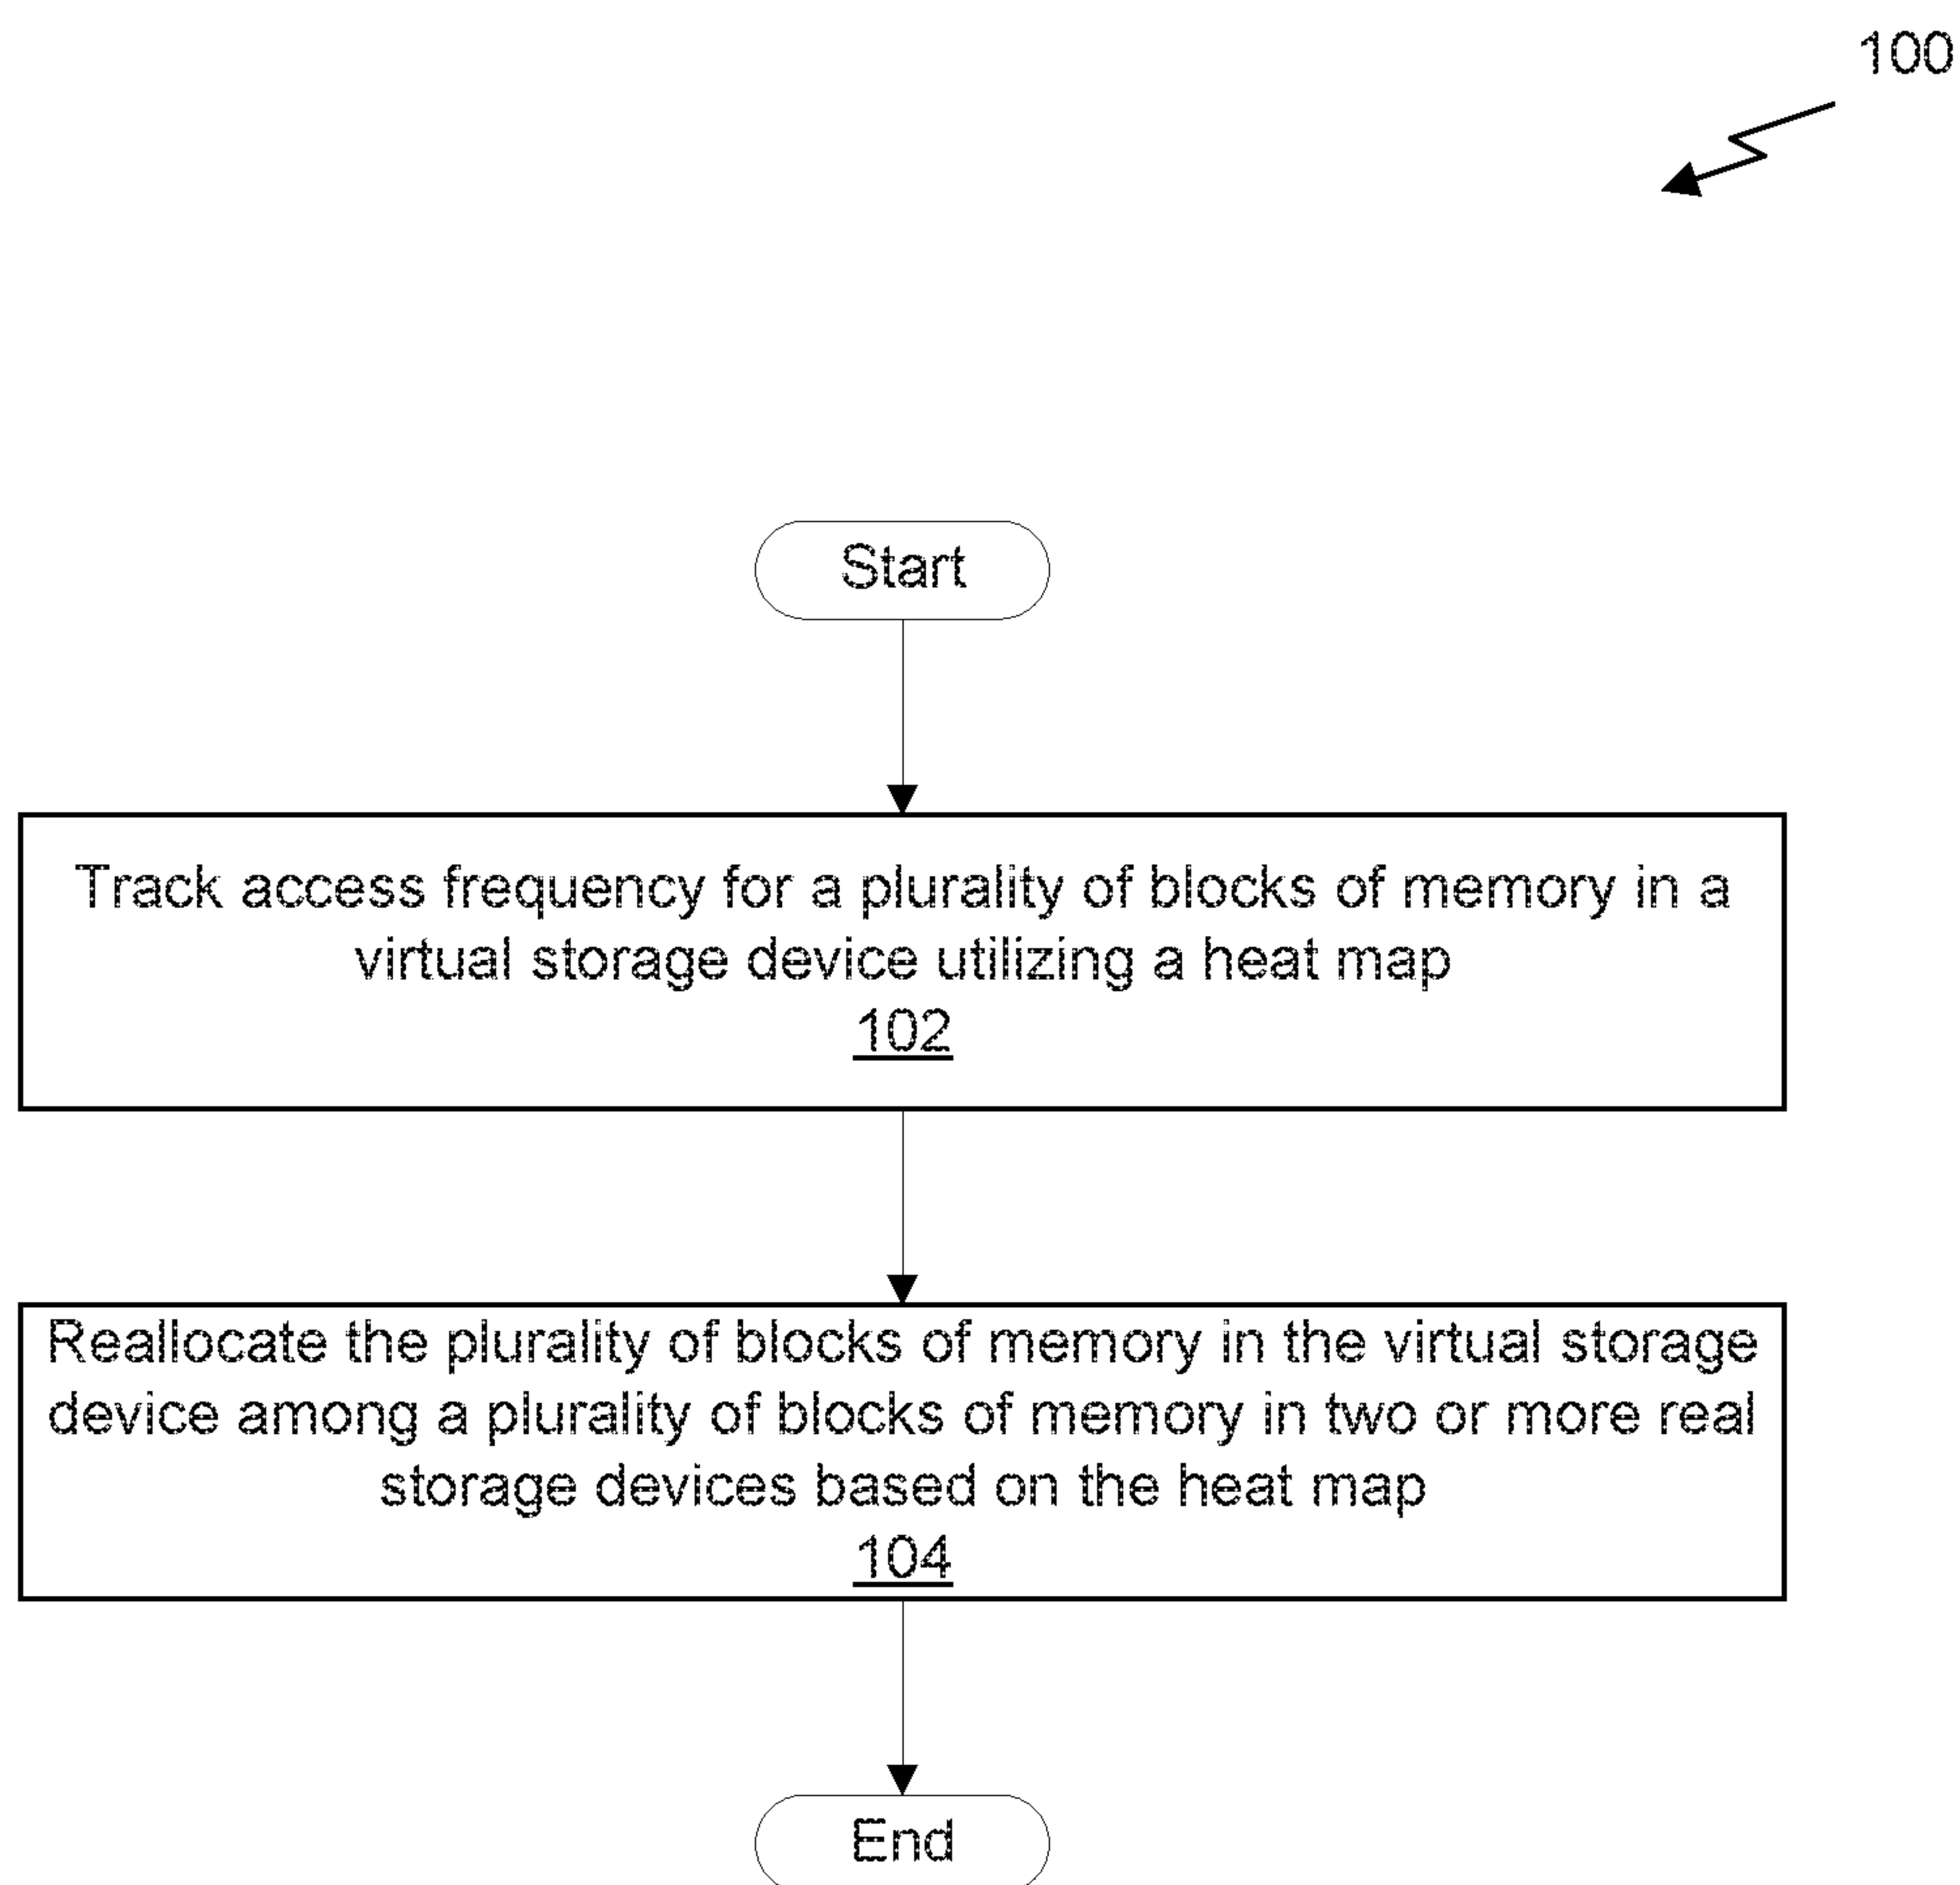 100
Start
Track access frequency for a plurality of blocks of memory in a
virtual storage device utilizing a heat map
102
Reallocate the plurality of blocks of memory in the virtual storage
device among a plurality of blocks of memory in two or more real
storage devices based on the heat map
104
End